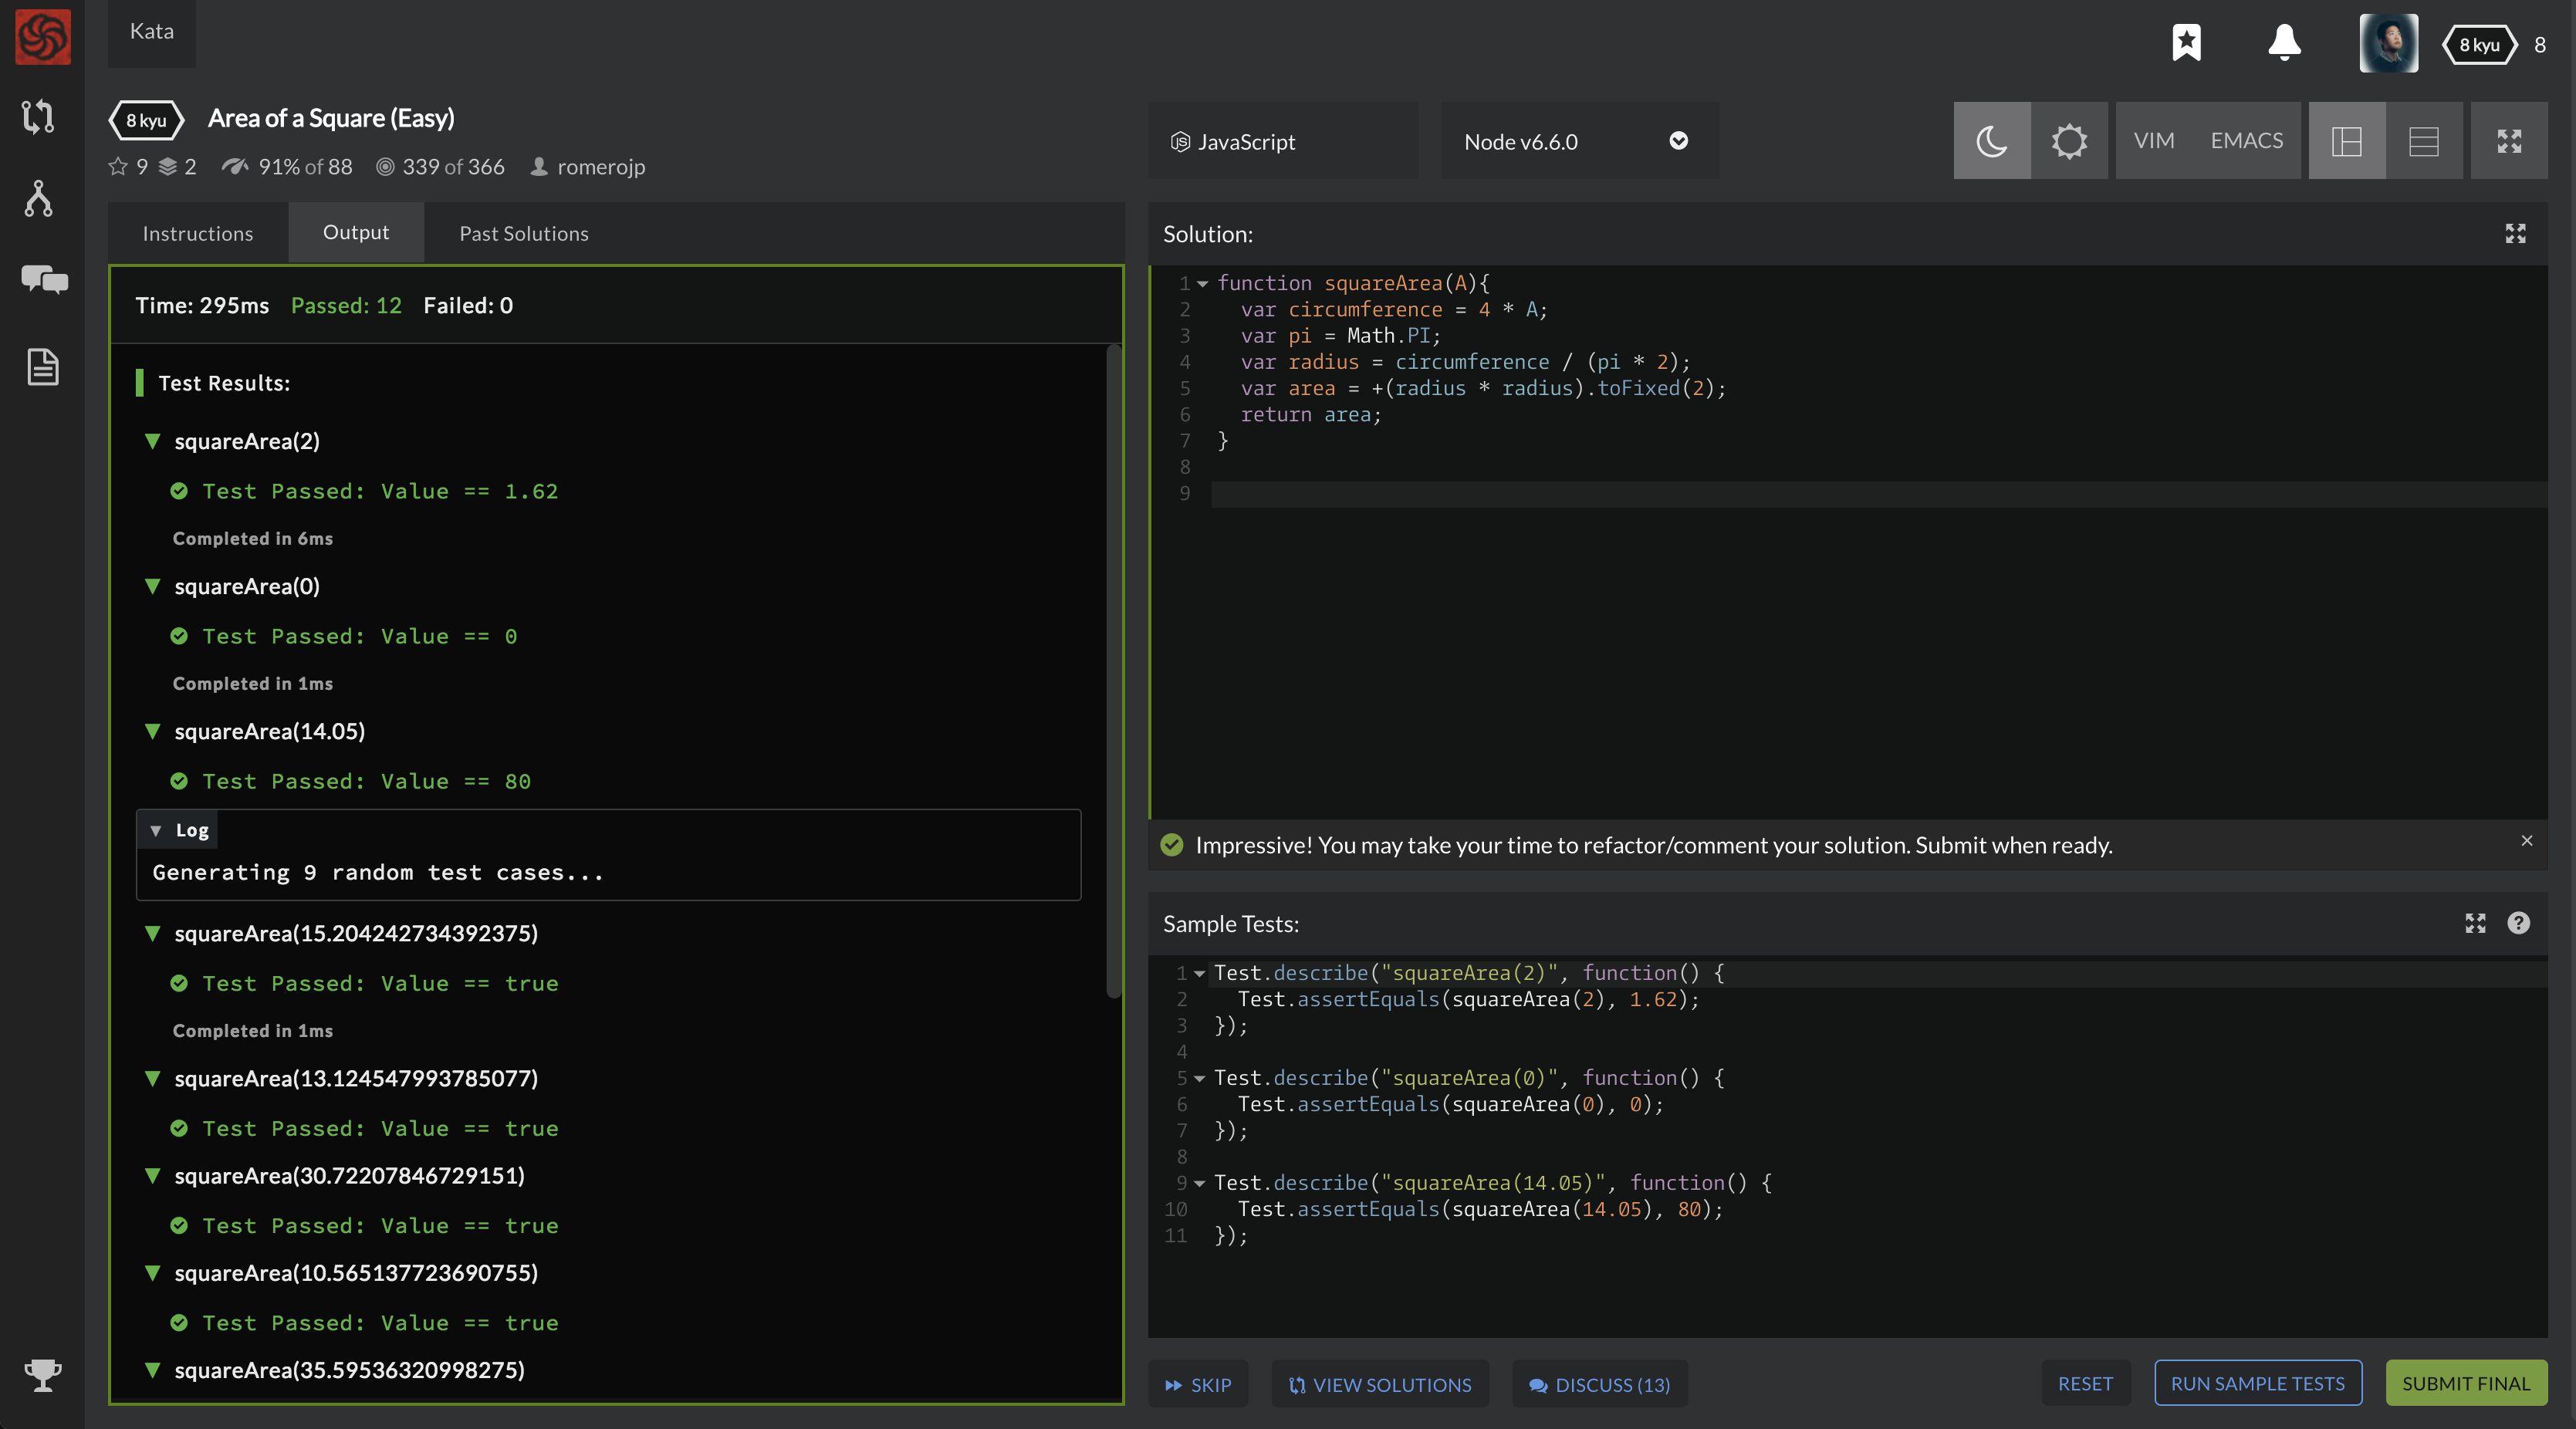 Kata
8 kyu 8
8 kyu Area of a Square (Easy)
9 2 91% of 88 339 of 366 romerojp
JavaScript
Node v6.6.0
VIM EMACS
Instructions Output Past Solutions
Time: 295ms Passed: 12 Failed: 0
Test Results:
squareArea(2)
Test Passed: Value == 1.62
Completed in 6ms
squareArea(0)
Test Passed: Value == 0
Completed in 1ms
squareArea(14.05)
Test Passed: Value == 80
Log
Generating 9 random test cases...
squareArea(15.204242734392375)
Test Passed: Value == true
Completed in 1ms
squareArea(13.124547993785077)
Test Passed: Value == true
squareArea(30.72207846729151)
Test Passed: Value == true
squareArea(10.565137723690755)
Test Passed: Value == true
squareArea(35.59536320998275)
Solution:
1 function squareArea(A){
2 var circumference = 4 * A;
3 var pi = Math.PI;
4 var radius = circumference / (pi * 2);
5 var area = +(radius * radius).toFixed(2);
6 return area;
7 }
8
9
Impressive! You may take your time to refactor/comment your solution. Submit when ready.
Sample Tests:
1 Test.describe("squareArea(2)", function() {
2 Test.assertEquals(squareArea(2), 1.62);
3 });
4
5 Test.describe("squareArea(0)", function() {
6 Test.assertEquals(squareArea(0), 0);
7 });
8
9 Test.describe("squareArea(14.05)", function() {
10 Test.assertEquals(squareArea(14.05), 80);
11 });
SKIP VIEW SOLUTIONS DISCUSS (13) RESET RUN SAMPLE TESTS SUBMIT FINAL